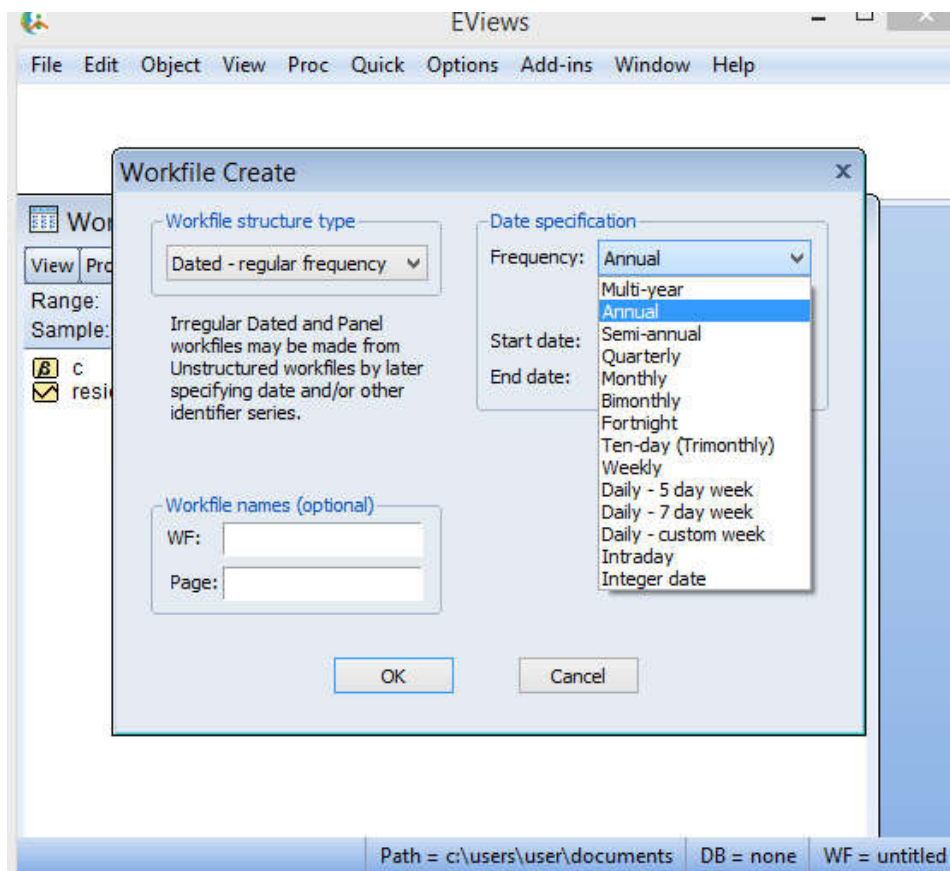 EViews
File Edit Object View Proc Quick Options Add-ins Window Help
Workfile Create
Workfile structure type
Dated - regular frequency
Irregular Dated and Panel
workfiles may be made from
Unstructured workfiles by later
specifying date and/or other
identifier series.
Date specification
Frequency: Annual
Multi-year
Annual
Semi-annual
Quarterly
Monthly
Bimonthly
Fortnight
Ten-day (Trimonthly)
Weekly
Daily - 5 day week
Daily - 7 day week
Daily - custom week
Intraday
Integer date
Start date:
End date:
Workfile names (optional)
WF:
Page:
OK Cancel
View
Range:
Sample:
c
Path = c:\users\user\documents DB = none WF = untitled